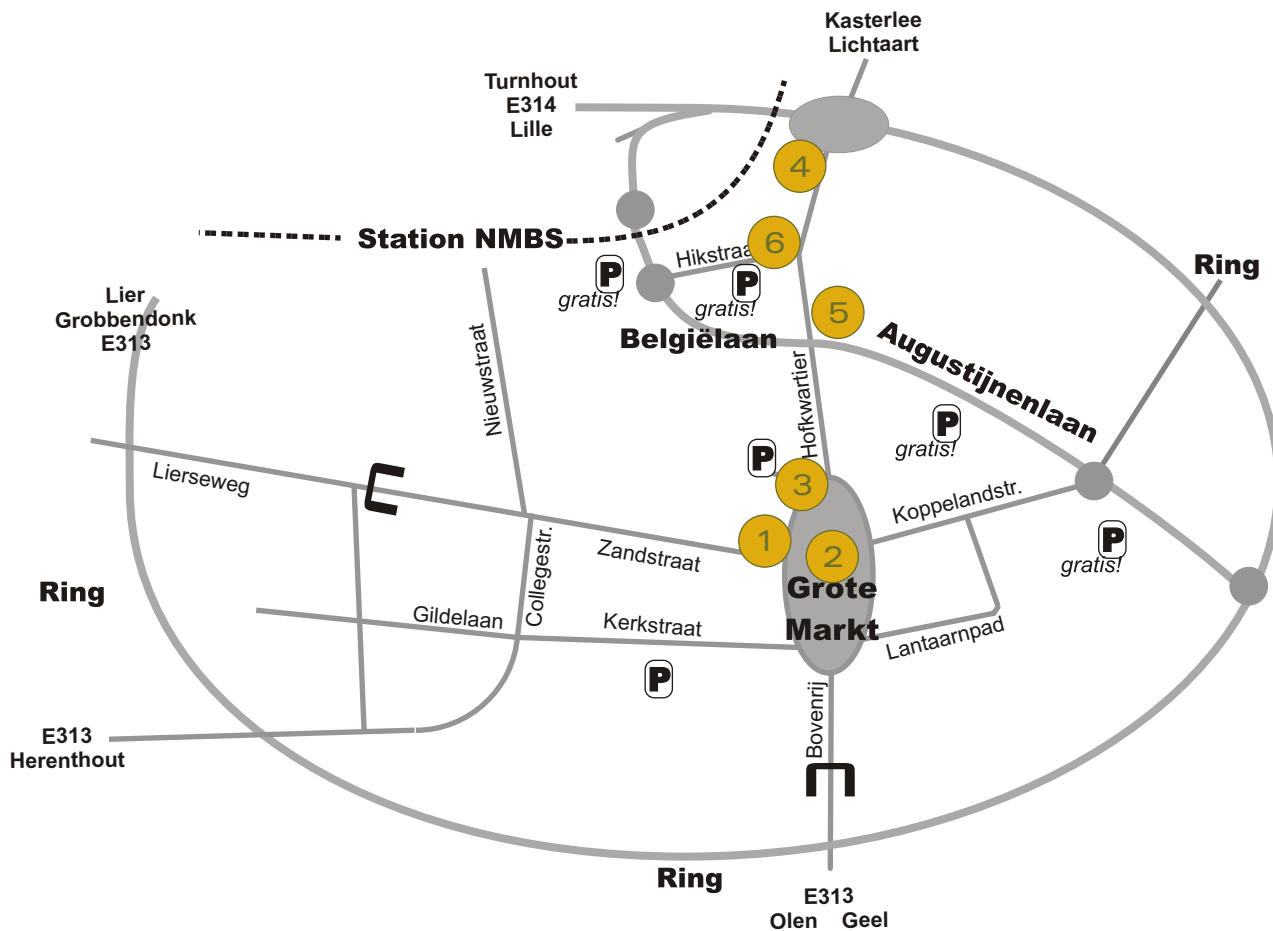 Kasterlee
Lichtaart
Turnhout
E314
Lille
4
Station NMBS
6
Hikstraa
P
gratis!
P
gratis!
Ring
Lier
Grobbendonk
E313
5
Belgiëlaan
Augustijnenlaan
Nieuwstraat
Hofkwartier
P
gratis!
P
3
Lierseweg
Koppelandstr.
1
2
Zandstraat
Collegestr.
P
gratis!
Ring
Grote
Markt
Gildelaan
Kerkstraat
Lantaarnpad
P
Bovenrij
E313
Herenthout
Ring
E313
Olen Geel